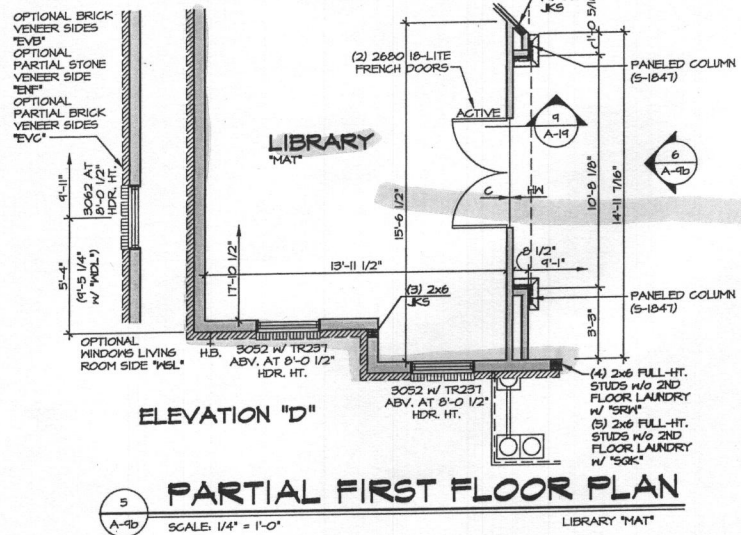 OPTIONAL BRICK
VENEER SIDES
"EVB"
OPTIONAL
PARTIAL STONE
VENEER SIDE
"ENF"
OPTIONAL
PARTIAL BRICK
VENEER SIDES
"EVC"
9'-11"
3062 AT
8'-0 1/2"
HDR. HT.
5'-4"
(9'-5 1/4"
W/ "WDL")
OPTIONAL
WINDOWS LIVING
ROOM SIDE "WSL"
H.B.
LIBRARY
"MAT"
(2) 2680 18-LITE
FRENCH DOORS
ACTIVE
JKS
1'-0 5/
PANELED COLUMN
(S-1847)
9
A-19
6
A-9b
C
HW
15'-6 1/2"
10'-8 1/8"
14'-11 7/16"
17'-10 1/2"
13'-11 1/2"
8 1/2"
9'-1"
(3) 2x6
JKS
PANELED COLUMN
(S-1847)
3'-3"
3052 W/ TR237
ABV. AT 8'-0 1/2"
HDR. HT.
3052 W/ TR237
ABV. AT 8'-0 1/2"
HDR. HT.
(4) 2x6 FULL-HT.
STUDS W/o 2ND
FLOOR LAUNDRY
W/ "SRW"
(5) 2x6 FULL-HT.
STUDS W/o 2ND
FLOOR LAUNDRY
W/ "SQK"
ELEVATION "D"
5
A-9b
PARTIAL FIRST FLOOR PLAN
SCALE: 1/4" = 1'-0"
LIBRARY "MAT"